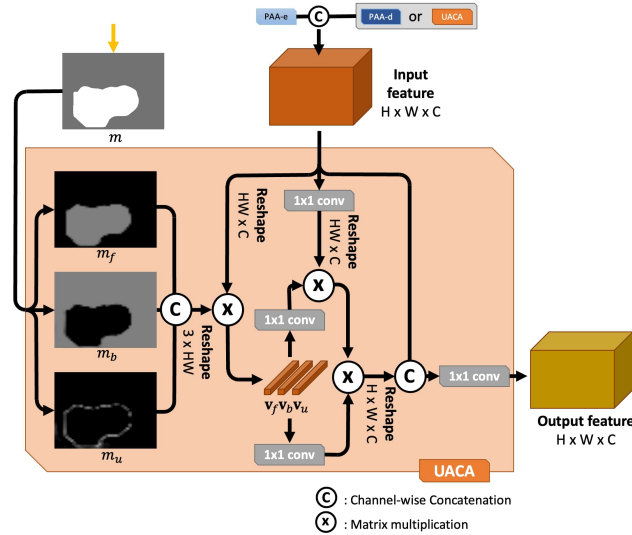 PAA-e
C
PAA-d
or
UACA
Input
feature
H x W x C
m
Reshape
HW x C
1x1 conv
Reshape
HW x C
m_f
x
C
Reshape
3 x HW
x
1x1 conv
m_b
v_f v_b v_u
x
Reshape
H x W x C
C
1x1 conv
1x1 conv
m_u
Output feature
H x W x C
UACA
C : Channel-wise Concatenation
x : Matrix multiplication